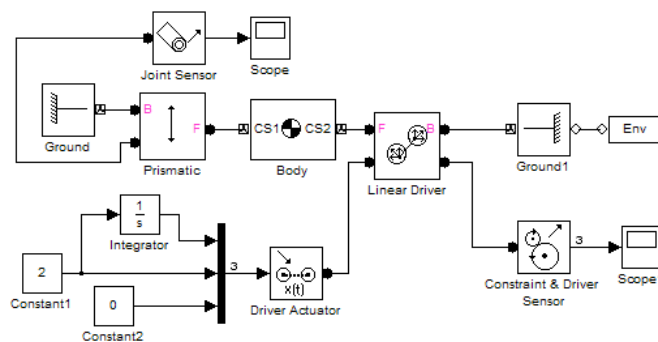 Joint Sensor
Scope
B
F
Ground
Prismatic
CS1 CS2
Body
F B
Linear Driver
Ground1
Env
1
s
Integrator
2
Constant1
0
Constant2
3
x(t)
Driver Actuator
3
Constraint & Driver
Sensor
Scope